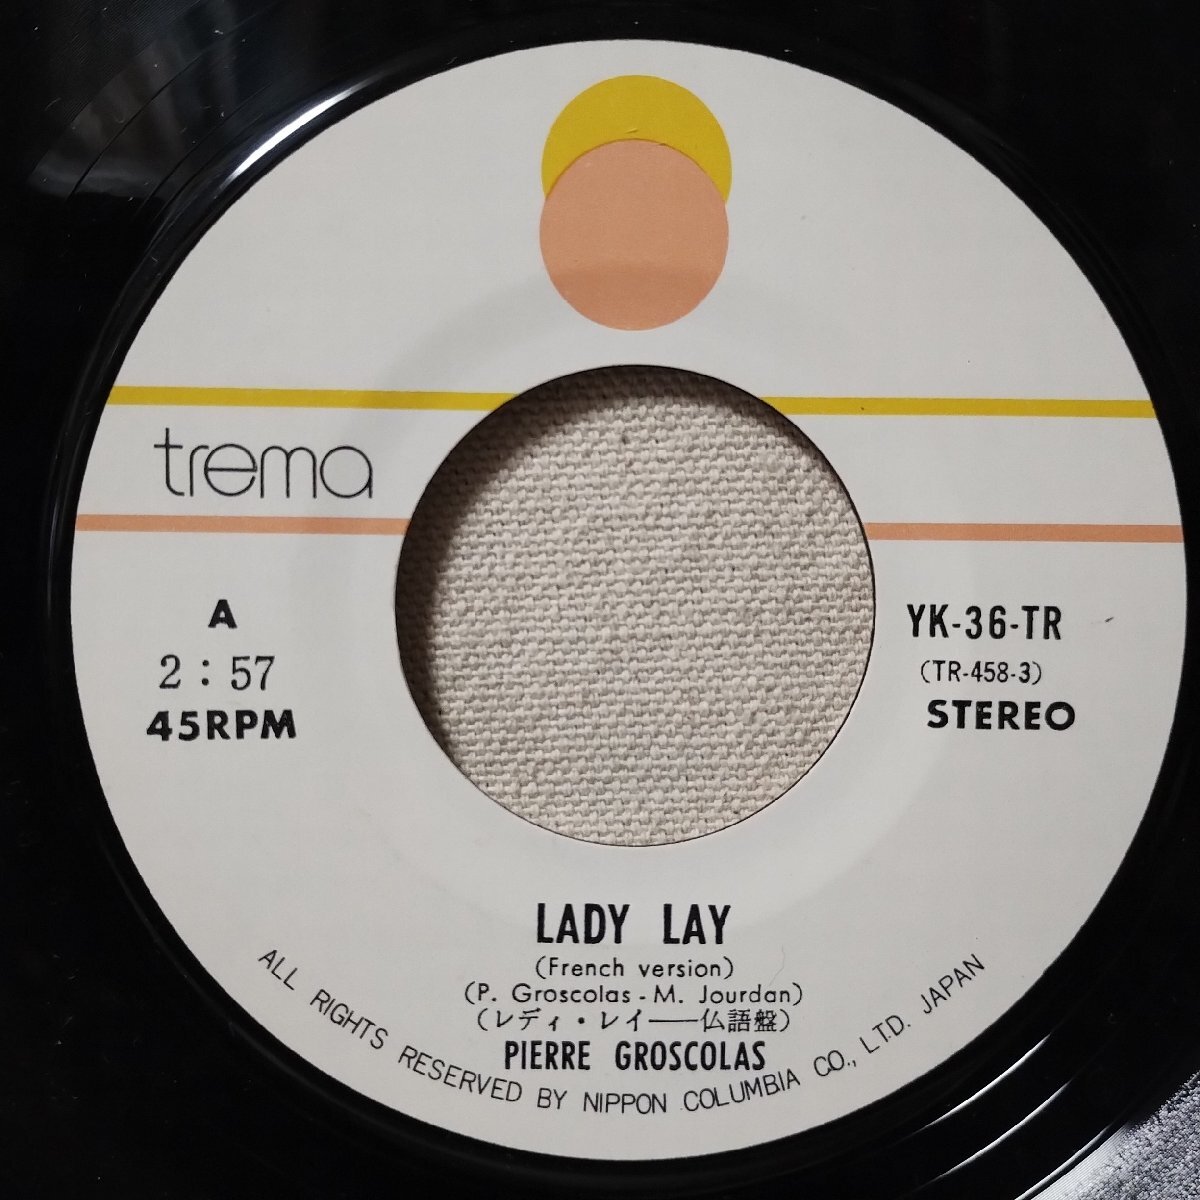 trema
A
2 : 57
45RPM
YK-36-TR
(TR-458-3)
STEREO
LADY LAY
(French version)
(P. Groscolas - M. Jourdan)
(レディ・レイ——仏語盤)
PIERRE GROSCOLAS
ALL RIGHTS RESERVED BY NIPPON COLUMBIA CO., LTD. JAPAN